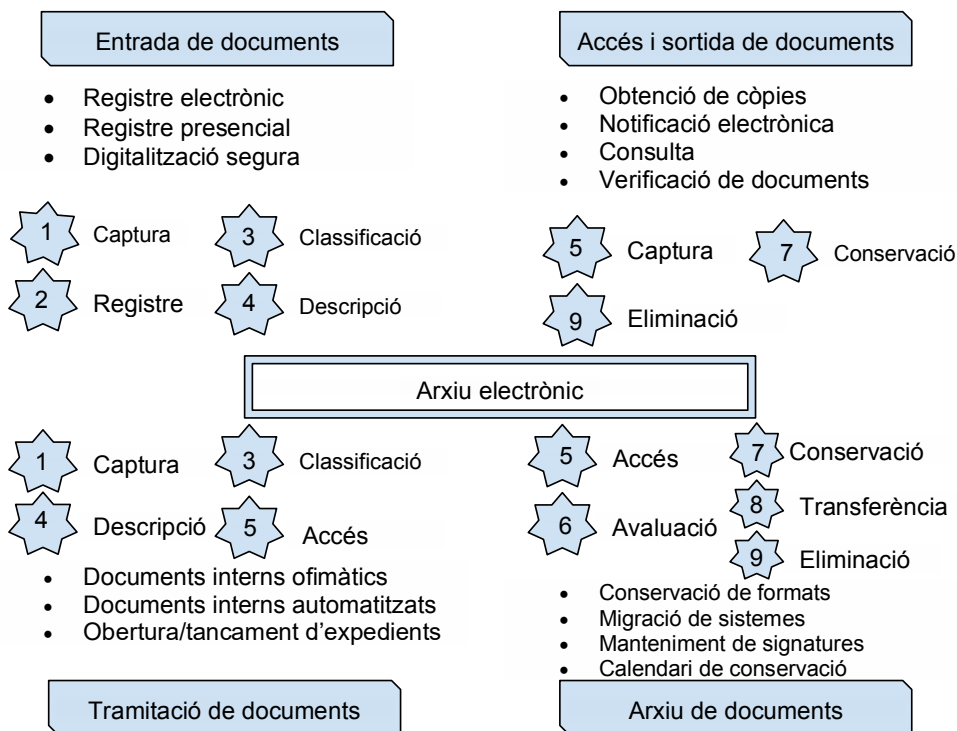 Entrada de documents
• Registre electrònic
• Registre presencial
• Digitalització segura
1 Captura
3 Classificació
2 Registre
4 Descripció
Accés i sortida de documents
• Obtenció de còpies
• Notificació electrònica
• Consulta
• Verificació de documents
5 Captura
7 Conservació
9 Eliminació
Arxiu electrònic
1 Captura
3 Classificació
4 Descripció
5 Accés
• Documents interns ofimàtics
• Documents interns automatitzats
• Obertura/tancament d’expedients
Tramitació de documents
5 Accés
7 Conservació
6 Avaluació
8 Transferència
9 Eliminació
• Conservació de formats
• Migració de sistemes
• Manteniment de signatures
• Calendari de conservació
Arxiu de documents